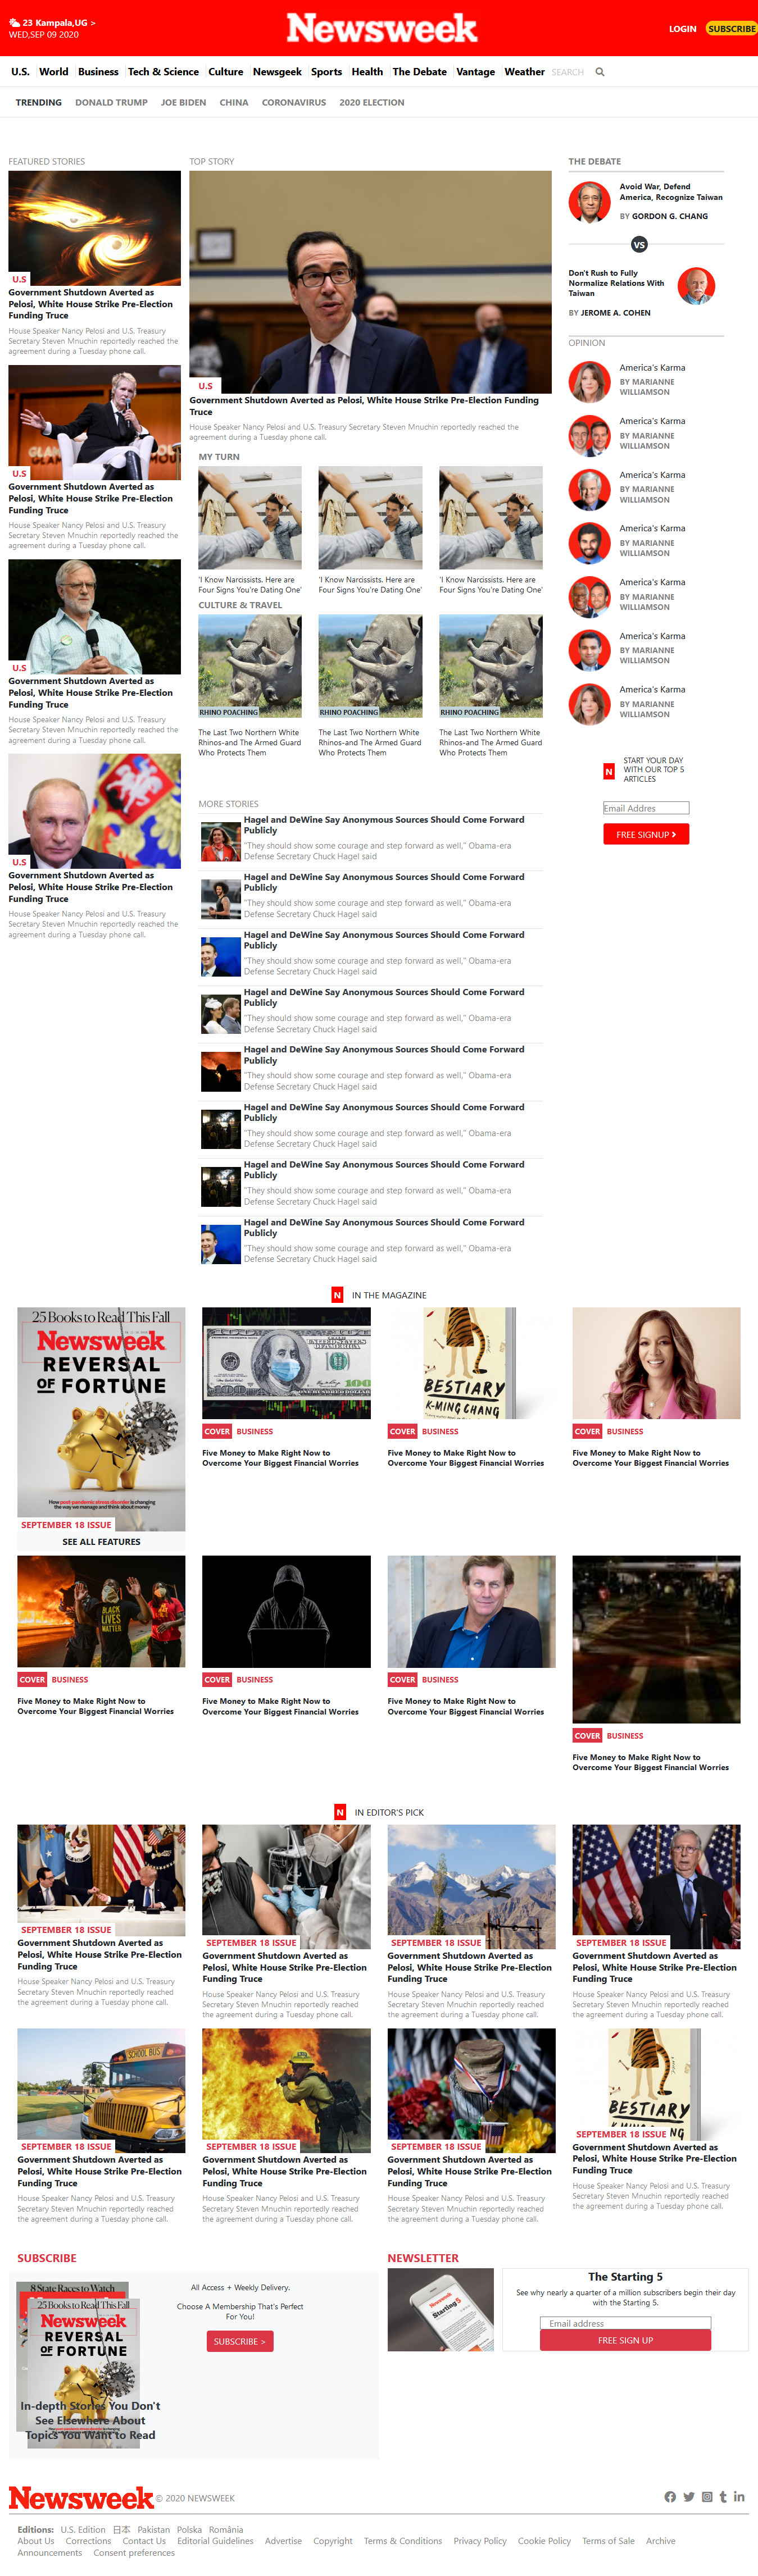 23 Kampala,UG >
WED,SEP 09 2020
Newsweek
LOGIN
SUBSCRIBE
U.S. World Business Tech & Science Culture Newsgeek Sports Health The Debate Vantage Weather SEARCH
TRENDING DONALD TRUMP JOE BIDEN CHINA CORONAVIRUS 2020 ELECTION
FEATURED STORIES
U.S
Government Shutdown Averted as
Pelosi, White House Strike Pre-Election
Funding Truce
House Speaker Nancy Pelosi and U.S. Treasury
Secretary Steven Mnuchin reportedly reached the
agreement during a Tuesday phone call.
U.S
Government Shutdown Averted as
Pelosi, White House Strike Pre-Election
Funding Truce
House Speaker Nancy Pelosi and U.S. Treasury
Secretary Steven Mnuchin reportedly reached the
agreement during a Tuesday phone call.
U.S
Government Shutdown Averted as
Pelosi, White House Strike Pre-Election
Funding Truce
House Speaker Nancy Pelosi and U.S. Treasury
Secretary Steven Mnuchin reportedly reached the
agreement during a Tuesday phone call.
U.S
Government Shutdown Averted as
Pelosi, White House Strike Pre-Election
Funding Truce
House Speaker Nancy Pelosi and U.S. Treasury
Secretary Steven Mnuchin reportedly reached the
agreement during a Tuesday phone call.
TOP STORY
U.S
Government Shutdown Averted as Pelosi, White House Strike Pre-Election Funding
Truce
House Speaker Nancy Pelosi and U.S. Treasury Secretary Steven Mnuchin reportedly reached the
agreement during a Tuesday phone call.
MY TURN
'I Know Narcissists. Here are
Four Signs You're Dating One'
'I Know Narcissists. Here are
Four Signs You're Dating One'
'I Know Narcissists. Here are
Four Signs You're Dating One'
CULTURE & TRAVEL
RHINO POACHING
The Last Two Northern White
Rhinos-and The Armed Guard
Who Protects Them
RHINO POACHING
The Last Two Northern White
Rhinos-and The Armed Guard
Who Protects Them
RHINO POACHING
The Last Two Northern White
Rhinos-and The Armed Guard
Who Protects Them
MORE STORIES
Hagel and DeWine Say Anonymous Sources Should Come Forward
Publicly
"They should show some courage and step forward as well," Obama-era
Defense Secretary Chuck Hagel said
Hagel and DeWine Say Anonymous Sources Should Come Forward
Publicly
"They should show some courage and step forward as well," Obama-era
Defense Secretary Chuck Hagel said
Hagel and DeWine Say Anonymous Sources Should Come Forward
Publicly
"They should show some courage and step forward as well," Obama-era
Defense Secretary Chuck Hagel said
Hagel and DeWine Say Anonymous Sources Should Come Forward
Publicly
"They should show some courage and step forward as well," Obama-era
Defense Secretary Chuck Hagel said
Hagel and DeWine Say Anonymous Sources Should Come Forward
Publicly
"They should show some courage and step forward as well," Obama-era
Defense Secretary Chuck Hagel said
Hagel and DeWine Say Anonymous Sources Should Come Forward
Publicly
"They should show some courage and step forward as well," Obama-era
Defense Secretary Chuck Hagel said
Hagel and DeWine Say Anonymous Sources Should Come Forward
Publicly
"They should show some courage and step forward as well," Obama-era
Defense Secretary Chuck Hagel said
Hagel and DeWine Say Anonymous Sources Should Come Forward
Publicly
"They should show some courage and step forward as well," Obama-era
Defense Secretary Chuck Hagel said
THE DEBATE
Avoid War, Defend
America, Recognize Taiwan
BY GORDON G. CHANG
VS
Don't Rush to Fully
Normalize Relations With
Taiwan
BY JEROME A. COHEN
OPINION
America's Karma
BY MARIANNE
WILLIAMSON
America's Karma
BY MARIANNE
WILLIAMSON
America's Karma
BY MARIANNE
WILLIAMSON
America's Karma
BY MARIANNE
WILLIAMSON
America's Karma
BY MARIANNE
WILLIAMSON
America's Karma
BY MARIANNE
WILLIAMSON
America's Karma
BY MARIANNE
WILLIAMSON
N
START YOUR DAY
WITH OUR TOP 5
ARTICLES
Email Addres
FREE SIGNUP
N IN THE MAGAZINE
25 Books to Read This Fall
Newsweek
REVERSAL
OF FORTUNE
How post-pandemic stress disorder is changing
the way we manage and think about money
SEPTEMBER 18 ISSUE
SEE ALL FEATURES
100
COVER BUSINESS
Five Money to Make Right Now to
Overcome Your Biggest Financial Worries
BESTIARY
K-MING CHANG
COVER BUSINESS
Five Money to Make Right Now to
Overcome Your Biggest Financial Worries
COVER BUSINESS
Five Money to Make Right Now to
Overcome Your Biggest Financial Worries
BLACK
LIVES
MATTER
COVER BUSINESS
Five Money to Make Right Now to
Overcome Your Biggest Financial Worries
COVER BUSINESS
Five Money to Make Right Now to
Overcome Your Biggest Financial Worries
COVER BUSINESS
Five Money to Make Right Now to
Overcome Your Biggest Financial Worries
COVER BUSINESS
Five Money to Make Right Now to
Overcome Your Biggest Financial Worries
N IN EDITOR'S PICK
SEPTEMBER 18 ISSUE
Government Shutdown Averted as
Pelosi, White House Strike Pre-Election
Funding Truce
House Speaker Nancy Pelosi and U.S. Treasury
Secretary Steven Mnuchin reportedly reached
the agreement during a Tuesday phone call.
SEPTEMBER 18 ISSUE
Government Shutdown Averted as
Pelosi, White House Strike Pre-Election
Funding Truce
House Speaker Nancy Pelosi and U.S. Treasury
Secretary Steven Mnuchin reportedly reached
the agreement during a Tuesday phone call.
SEPTEMBER 18 ISSUE
Government Shutdown Averted as
Pelosi, White House Strike Pre-Election
Funding Truce
House Speaker Nancy Pelosi and U.S. Treasury
Secretary Steven Mnuchin reportedly reached
the agreement during a Tuesday phone call.
SEPTEMBER 18 ISSUE
Government Shutdown Averted as
Pelosi, White House Strike Pre-Election
Funding Truce
House Speaker Nancy Pelosi and U.S. Treasury
Secretary Steven Mnuchin reportedly reached
the agreement during a Tuesday phone call.
SCHOOL BUS
SEPTEMBER 18 ISSUE
Government Shutdown Averted as
Pelosi, White House Strike Pre-Election
Funding Truce
House Speaker Nancy Pelosi and U.S. Treasury
Secretary Steven Mnuchin reportedly reached
the agreement during a Tuesday phone call.
SEPTEMBER 18 ISSUE
Government Shutdown Averted as
Pelosi, White House Strike Pre-Election
Funding Truce
House Speaker Nancy Pelosi and U.S. Treasury
Secretary Steven Mnuchin reportedly reached
the agreement during a Tuesday phone call.
SEPTEMBER 18 ISSUE
Government Shutdown Averted as
Pelosi, White House Strike Pre-Election
Funding Truce
House Speaker Nancy Pelosi and U.S. Treasury
Secretary Steven Mnuchin reportedly reached
the agreement during a Tuesday phone call.
BESTIARY
SEPTEMBER 18 ISSUE
Government Shutdown Averted as
Pelosi, White House Strike Pre-Election
Funding Truce
House Speaker Nancy Pelosi and U.S. Treasury
Secretary Steven Mnuchin reportedly reached
the agreement during a Tuesday phone call.
SUBSCRIBE
8 State Races to Watch
25 Books to Read This Fall
Newsweek
REVERSAL
OF FORTUNE
In-depth Stories You Don't
See Elsewhere About
Topics You Want to Read
All Access + Weekly Delivery.
Choose A Membership That's Perfect
For You!
SUBSCRIBE >
NEWSLETTER
Newsweek
Starting 5
The Starting 5
See why nearly a quarter of a million subscribers begin their day
with the Starting 5.
Email address
FREE SIGN UP
Newsweek © 2020 NEWSWEEK
Editions: U.S. Edition 日本 Pakistan Polska România
About Us Corrections Contact Us Editorial Guidelines Advertise Copyright Terms & Conditions Privacy Policy Cookie Policy Terms of Sale Archive
Announcements Consent preferences